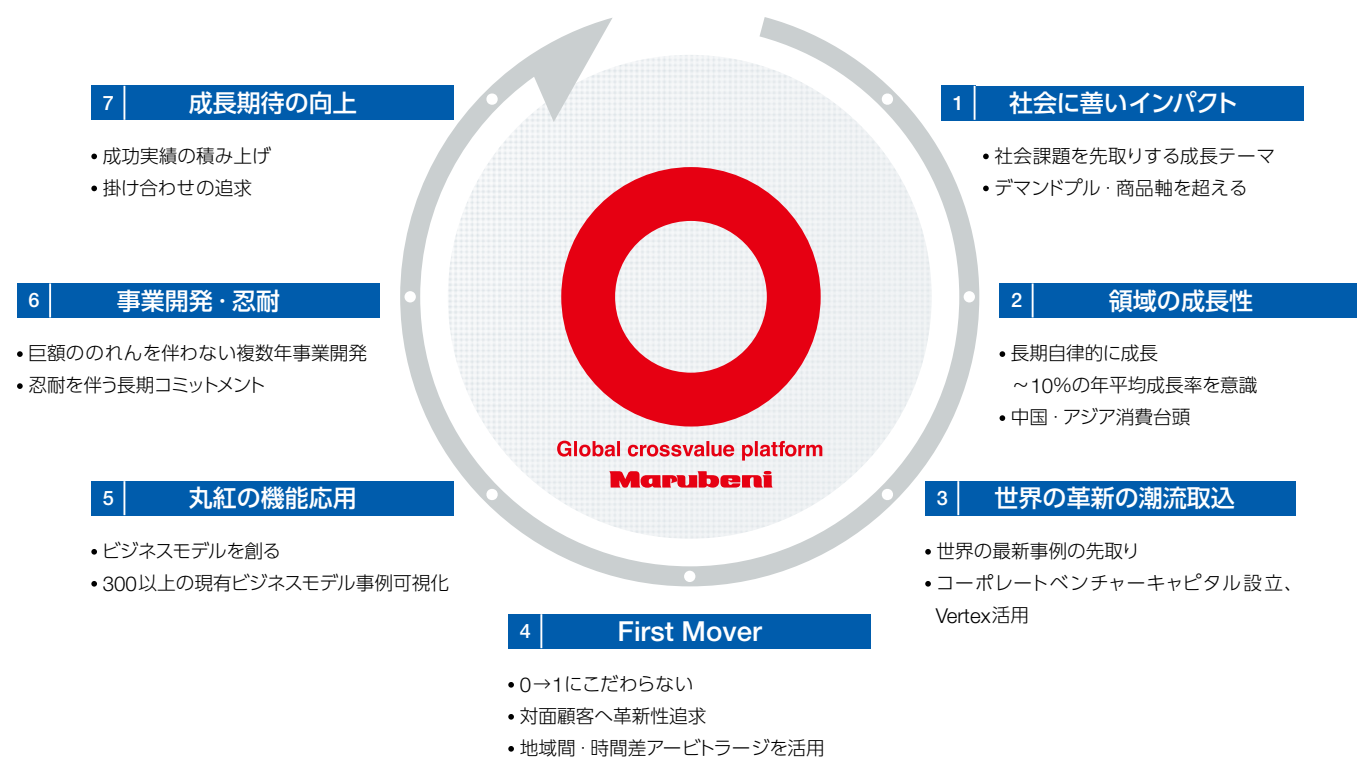 1 社会に善いインパクト
• 社会課題を先取りする成長テーマ
• デマンドプル・商品軸を超える
2 領域の成長性
• 長期自律的に成長
～10%の年平均成長率を意識
• 中国・アジア消費台頭
3 世界の革新の潮流取込
• 世界の最新事例の先取り
• コーポレートベンチャーキャピタル設立、
Vertex活用
4 First Mover
• 0→1にこだわらない
• 対面顧客へ革新性追求
• 地域間・時間差アービトラージを活用
5 丸紅の機能応用
• ビジネスモデルを創る
• 300以上の現有ビジネスモデル事例可視化
6 事業開発・忍耐
• 巨額ののれんを伴わない複数年事業開発
• 忍耐を伴う長期コミットメント
7 成長期待の向上
• 成功実績の積み上げ
• 掛け合わせの追求
Global crossvalue platform
Marubeni